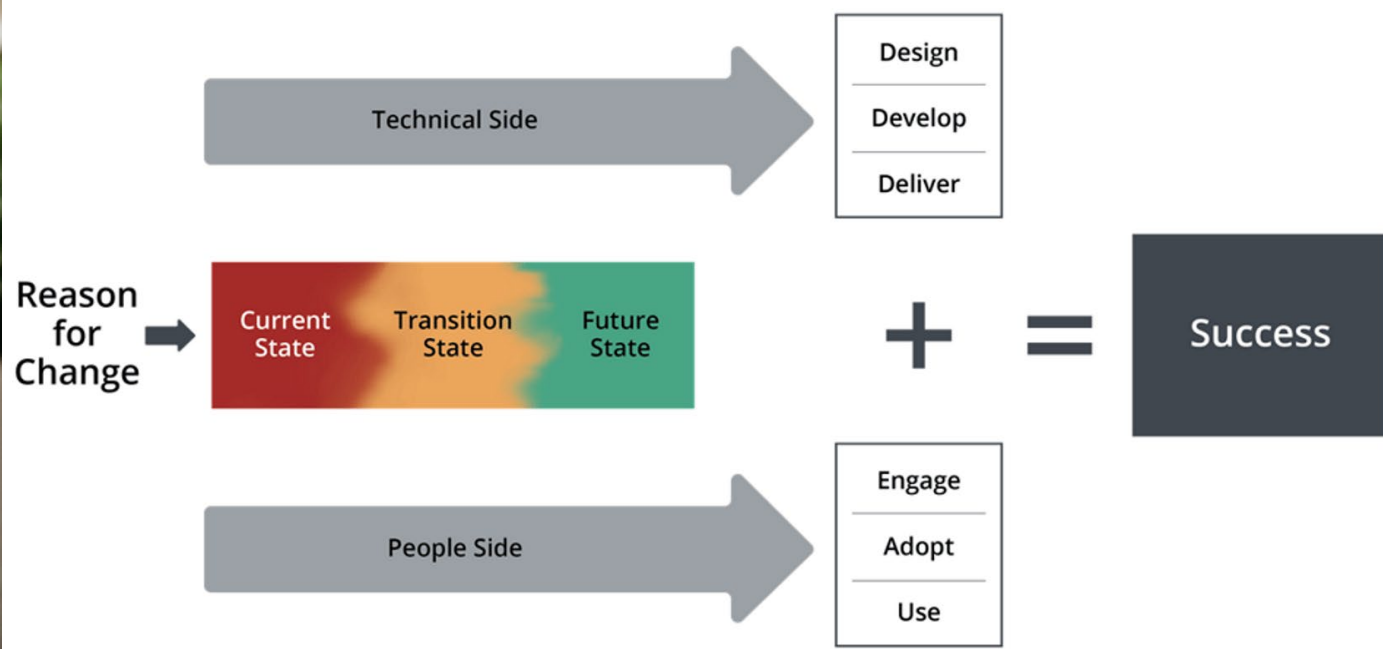 Technical Side
Design
Develop
Deliver
Reason
for
Change
Current
State
Transition
State
Future
State
+
=
Success
People Side
Engage
Adopt
Use